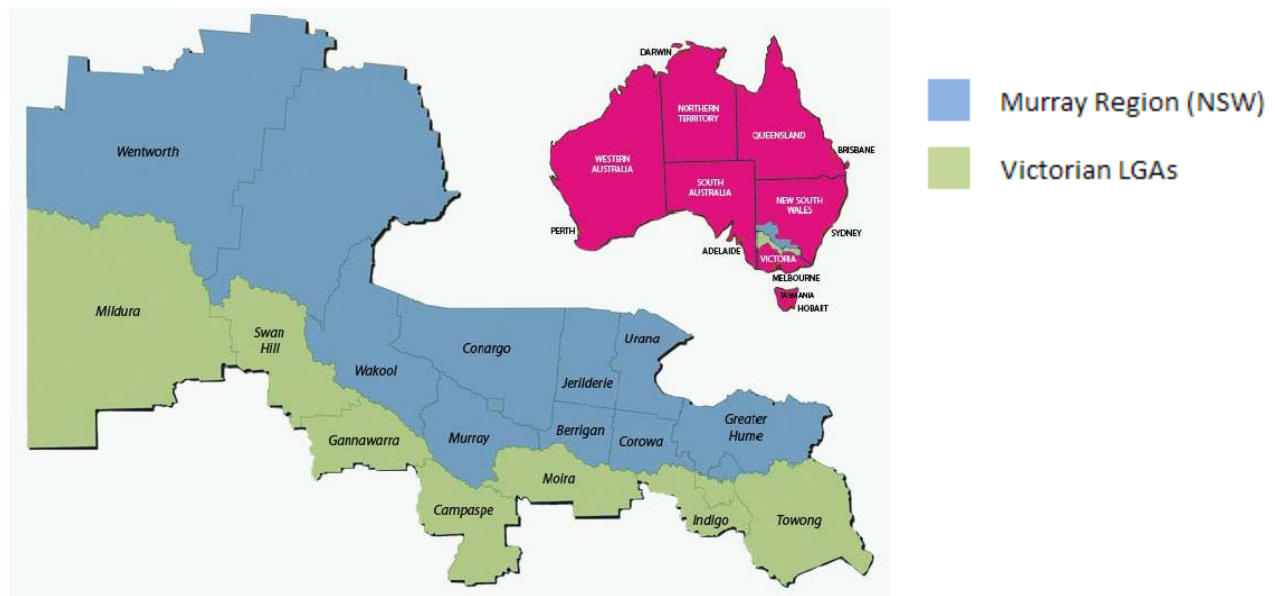 DARWIN
NORTHERN
TERRITORY
QUEENSLAND
WESTERN
AUSTRALIA
BRISBANE
SOUTH
AUSTRALIA
NEW SOUTH
WALES
PERTH
ADELAIDE
SYDNEY
VICTORIA
MELBOURNE
TASMANIA
HOBART
Murray Region (NSW)
Victorian LGAs
Wentworth
Mildura
Swan
Hill
Wakool
Conargo
Urana
Jerilderie
Gannawarra
Murray
Berrigan
Corowa
Greater
Hume
Campaspe
Moira
Indigo
Towong